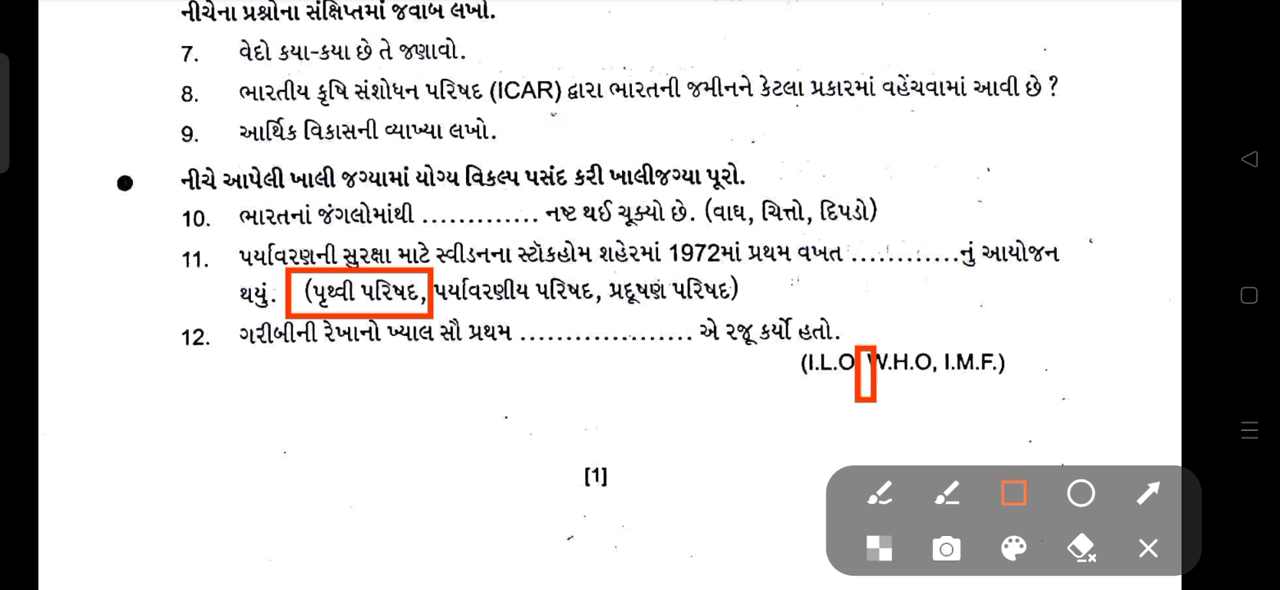 નીચેના પ્રશ્નોના સંક્ષિપ્તમાં જવાબ લખો.
7. વેદો કયા-કયા છે તે જણાવો.
8. ભારતીય કૃષિ સંશોધન પરિષદ (ICAR) દ્વારા ભારતની જમીનને કેટલા પ્રકારમાં વહેંચવામાં આવી છે ?
9. આર્થિક વિકાસની વ્યાખ્યા લખો.
● નીચે આપેલી ખાલી જગ્યામાં યોગ્ય વિકલ્પ પસંદ કરી ખાલીજગ્યા પૂરો.
10. ભારતનાં જંગલોમાંથી ............. નષ્ટ થઈ ચૂક્યો છે. (વાઘ, ચિત્તો, દિપડો)
11. પર્યાવરણની સુરક્ષા માટે સ્વીડનના સ્ટૉકહોમ શહેરમાં 1972માં પ્રથમ વખત ............નું આયોજન
થયું. (પૃથ્વી પરિષદ, પર્યાવરણીય પરિષદ, પ્રદૂષણ પરિષદ)
12. ગરીબીની રેખાનો ખ્યાલ સૌ પ્રથમ ................... એ રજૂ કર્યો હતો.
(I.L.O W.H.O, I.M.F.)
[1]